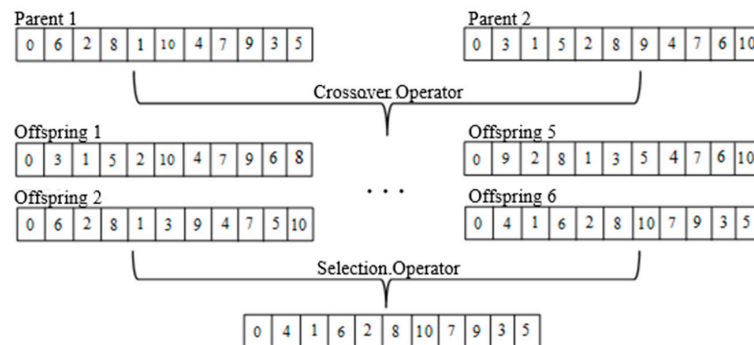 Parent 1
Parent 2
0 6 2 8 1 10 4 7 9 3 5
0 3 1 5 2 8 9 4 7 6 10
Crossover Operator
Offspring 1
Offspring 5
0 3 1 5 2 10 4 7 9 6 8
0 9 2 8 1 3 5 4 7 6 10
...
Offspring 2
Offspring 6
0 6 2 8 1 3 9 4 7 5 10
0 4 1 6 2 8 10 7 9 3 5
Selection.Operator
0 4 1 6 2 8 10 7 9 3 5